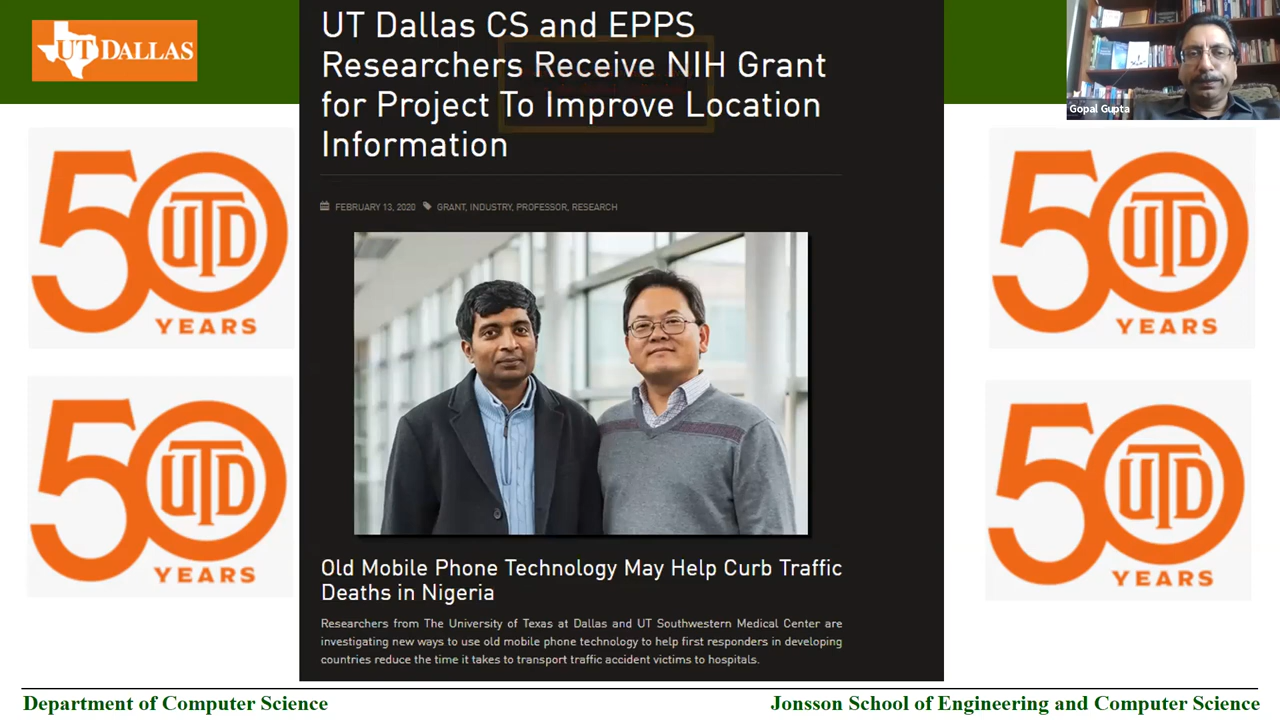 UT DALLAS
UT Dallas CS and EPPS
Researchers Receive NIH Grant
for Project To Improve Location
Information
FEBRUARY 13, 2020 GRANT, INDUSTRY, PROFESSOR, RESEARCH
Gopal Gupta
50 UTD
YEARS
50 UTD
YEARS
50 UTD
YEARS
50 UTD
YEARS
Old Mobile Phone Technology May Help Curb Traffic
Deaths in Nigeria
Researchers from The University of Texas at Dallas and UT Southwestern Medical Center are
investigating new ways to use old mobile phone technology to help first responders in developing
countries reduce the time it takes to transport traffic accident victims to hospitals.
Department of Computer Science
Jonsson School of Engineering and Computer Science